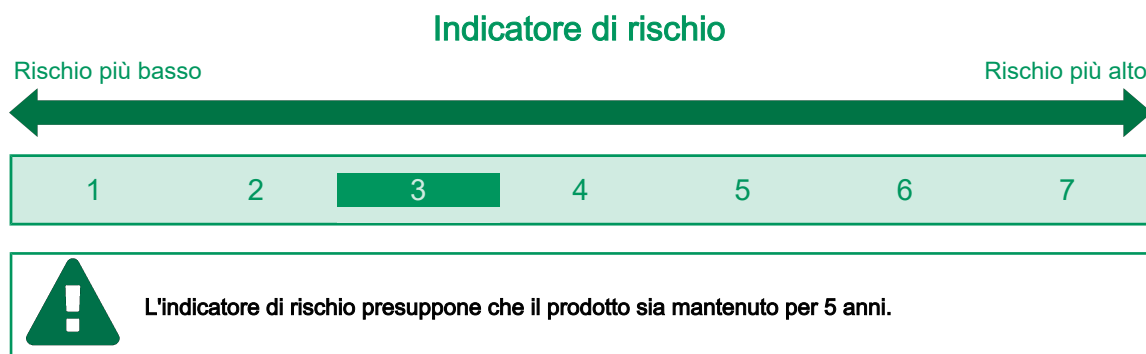 Indicatore di rischio
Rischio più basso Rischio più alto
1 2 3 4 5 6 7
L'indicatore di rischio presuppone che il prodotto sia mantenuto per 5 anni.